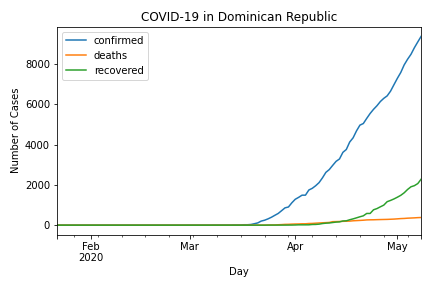 COVID-19 in Dominican Republic
confirmed
deaths
recovered
Number of Cases
8000
6000
4000
2000
0
Feb
2020
Mar
Apr
May
Day